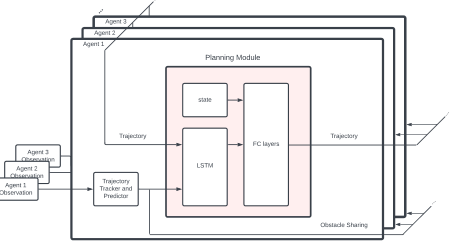 Agent 3
Agent 2
Agent 1
Planning Module
state
Trajectory
LSTM
FC layers
Trajectory
Agent 3
Observation
Agent 2
Observation
Agent 1
Observation
Trajectory
Tracker and
Predictor
Obstacle Sharing